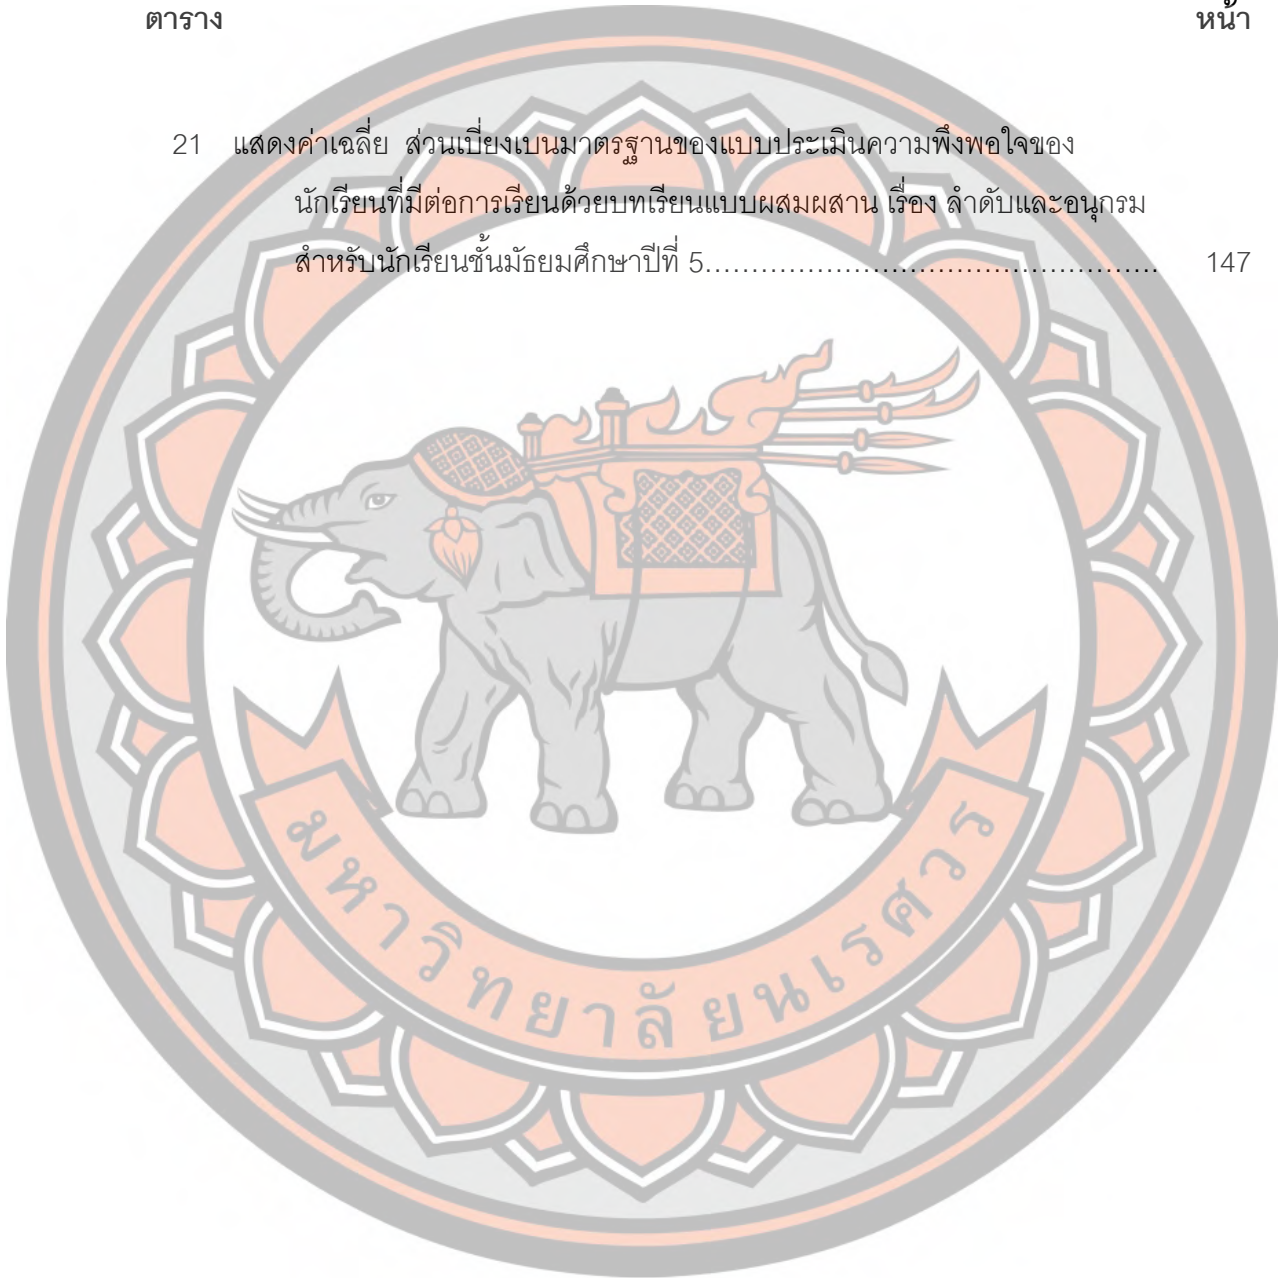 ตาราง หน้า
21 แสดงค่าเฉลี่ย ส่วนเบี่ยงเบนมาตรฐานของแบบประเมินความพึงพอใจของ
นักเรียนที่มีต่อการเรียนด้วยบทเรียนแบบผสมผสาน เรื่อง ลำดับและอนุกรม
สำหรับนักเรียนชั้นมัธยมศึกษาปีที่ 5................................................. 147
มหาวิทยาลัยนเรศวร